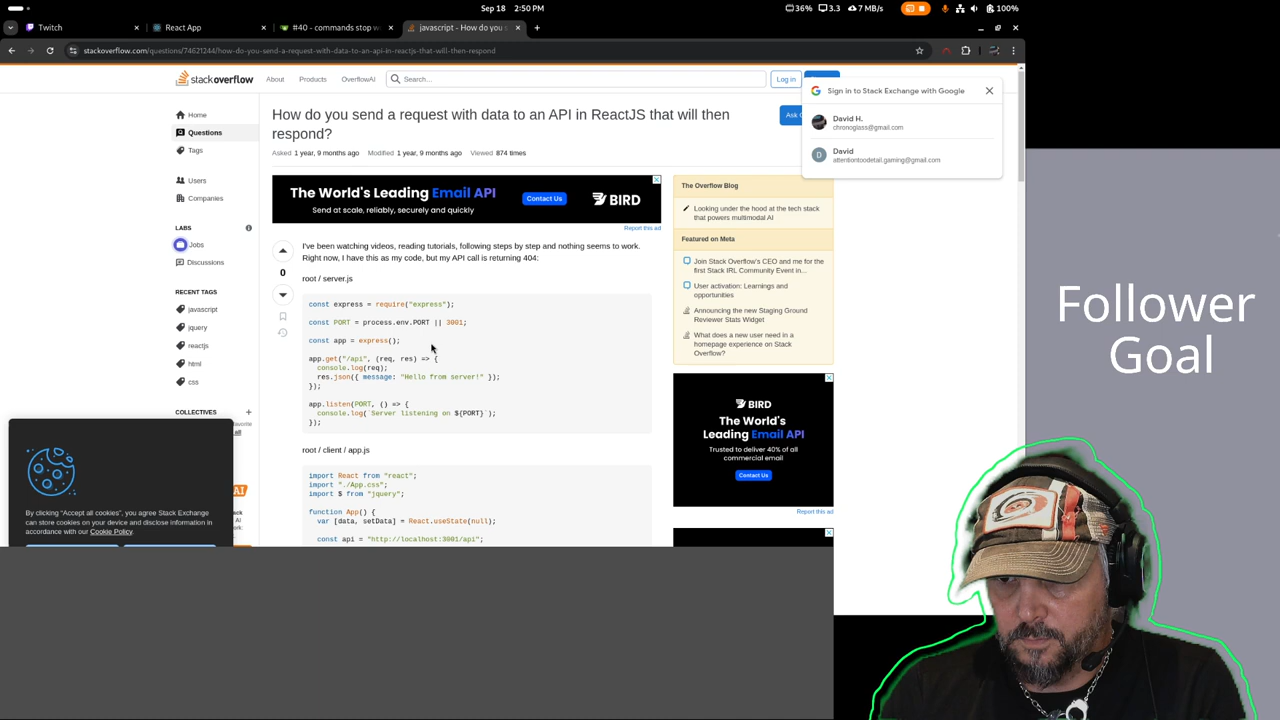 Sep 18 2:50 PM
36% 3.3 7 MB/s 100%
Twitch
React App
#40 - commands stop w
javascript - How do you s
stackoverflow.com/questions/74621244/how-do-you-send-a-request-with-data-to-an-api-in-reactjs-that-will-then-respond
stackoverflow
About
Products
OverflowAI
Search...
Log in
Sign in to Stack Exchange with Google
David H.
chronoglass@gmail.com
D
David
attentiontoodetail.gaming@gmail.com
Home
Questions
Tags
Users
Companies
LABS
Jobs
Discussions
RECENT TAGS
javascript
jquery
reactjs
html
css
COLLECTIVES
all
By clicking “Accept all cookies”, you agree Stack Exchange
can store cookies on your device and disclose information in
accordance with our Cookie Policy.
How do you send a request with data to an API in ReactJS that will then
respond?
Ask
Asked 1 year, 9 months ago Modified 1 year, 9 months ago Viewed 874 times
The World's Leading Email API
Send at scale, reliably, securely and quickly
Contact Us
BIRD
Report this ad
0
I've been watching videos, reading tutorials, following steps by step and nothing seems to work.
Right now, I have this as my code, but my API call is returning 404:
root / server.js
const express = require("express");
const PORT = process.env.PORT || 3001;
const app = express();
app.get("/api", (req, res) => {
console.log(req);
res.json({ message: "Hello from server!" });
});
app.listen(PORT, () => {
console.log(`Server listening on ${PORT}`);
});
root / client / app.js
import React from "react";
import "./App.css";
import $ from "jquery";
function App() {
var [data, setData] = React.useState(null);
const api = "http://localhost:3001/api";
The Overflow Blog
Looking under the hood at the tech stack
that powers multimodal AI
Featured on Meta
Join Stack Overflow's CEO and me for the
first Stack IRL Community Event in...
User activation: Learnings and
opportunities
Announcing the new Staging Ground
Reviewer Stats Widget
What does a new user need in a
homepage experience on Stack
Overflow?
BIRD
The World's
Leading Email API
Trusted to deliver 40% of all
commercial email
Contact Us
Report this ad
Follower
Goal